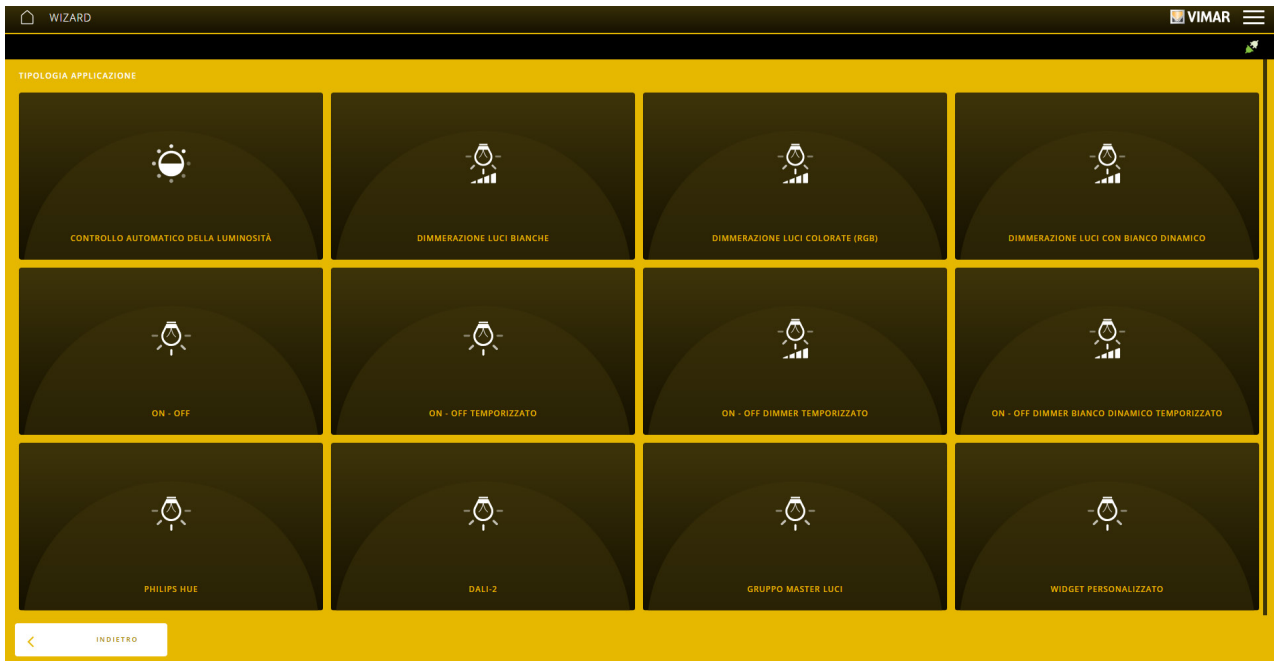 WIZARD
VIMAR
TIPOLOGIA APPLICAZIONE
CONTROLLO AUTOMATICO DELLA LUMINOSITÀ
DIMMERAZIONE LUCI BIANCHE
DIMMERAZIONE LUCI COLORATE (RGB)
DIMMERAZIONE LUCI CON BIANCO DINAMICO
ON - OFF
ON - OFF TEMPORIZZATO
ON - OFF DIMMER TEMPORIZZATO
ON - OFF DIMMER BIANCO DINAMICO TEMPORIZZATO
PHILIPS HUE
DALI-2
GRUPPO MASTER LUCI
WIDGET PERSONALIZZATO
INDIETRO